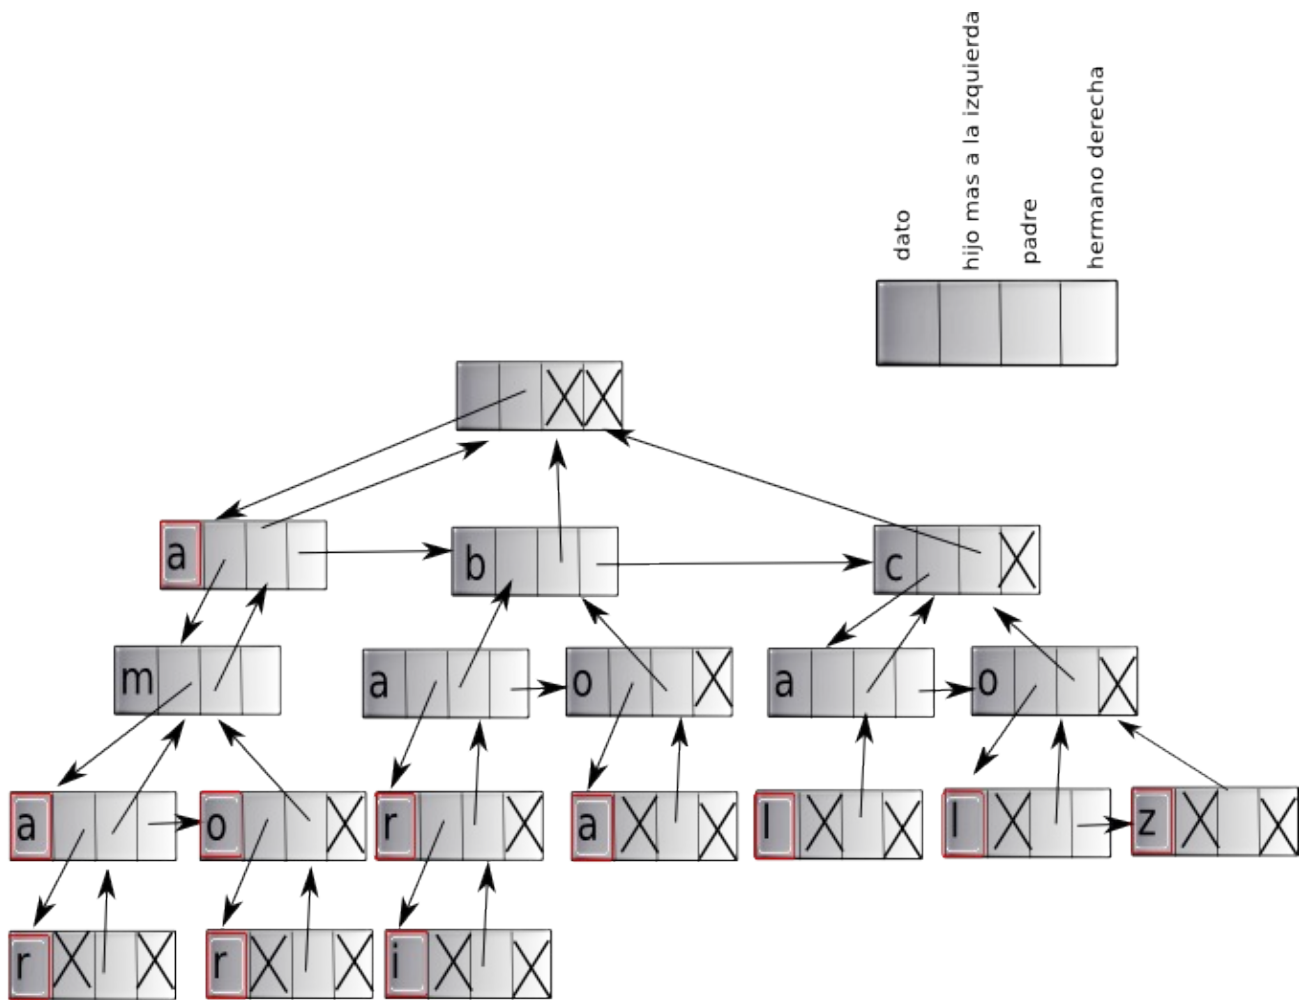 dato
hijo mas a la izquierda
padre
hermano derecha
a
b
c
m
a
o
a
o
a
o
r
a
l
l
z
r
r
i